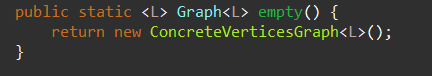 public static <L> Graph<L> empty() {
    return new ConcreteVerticesGraph<L>();
}